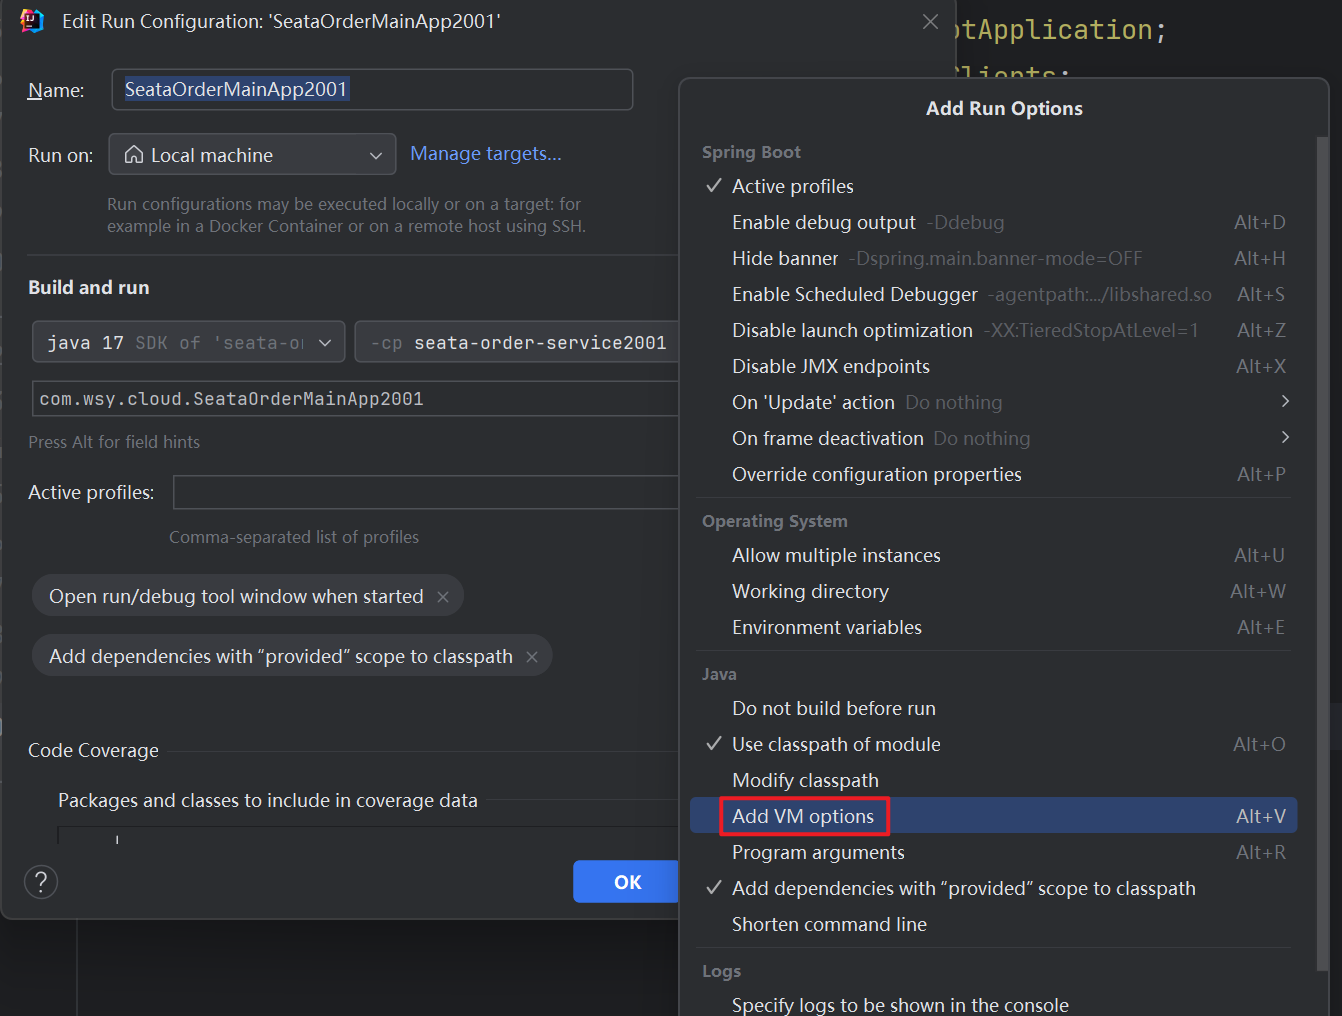 Edit Run Configuration: 'SeataOrderMainApp2001'
otApplication;
Clients;
Name:
SeataOrderMainApp2001
Run on:
Local machine
Manage targets...
Run configurations may be executed locally or on a target: for
example in a Docker Container or on a remote host using SSH.
Build and run
java 17 SDK of 'seata-or
-cp seata-order-service2001
com.wsy.cloud.SeataOrderMainApp2001
Press Alt for field hints
Active profiles:
Comma-separated list of profiles
Open run/debug tool window when started
Add dependencies with “provided” scope to classpath
Code Coverage
Packages and classes to include in coverage data
?
OK
Add Run Options
Spring Boot
Active profiles
Enable debug output -Ddebug Alt+D
Hide banner -Dspring.main.banner-mode=OFF Alt+H
Enable Scheduled Debugger -agentpath:.../libshared.so Alt+S
Disable launch optimization -XX:TieredStopAtLevel=1 Alt+Z
Disable JMX endpoints Alt+X
On 'Update' action Do nothing
On frame deactivation Do nothing
Override configuration properties Alt+P
Operating System
Allow multiple instances Alt+U
Working directory Alt+W
Environment variables Alt+E
Java
Do not build before run
Use classpath of module Alt+O
Modify classpath
Add VM options Alt+V
Program arguments Alt+R
Add dependencies with “provided” scope to classpath
Shorten command line
Logs
Specify logs to be shown in the console